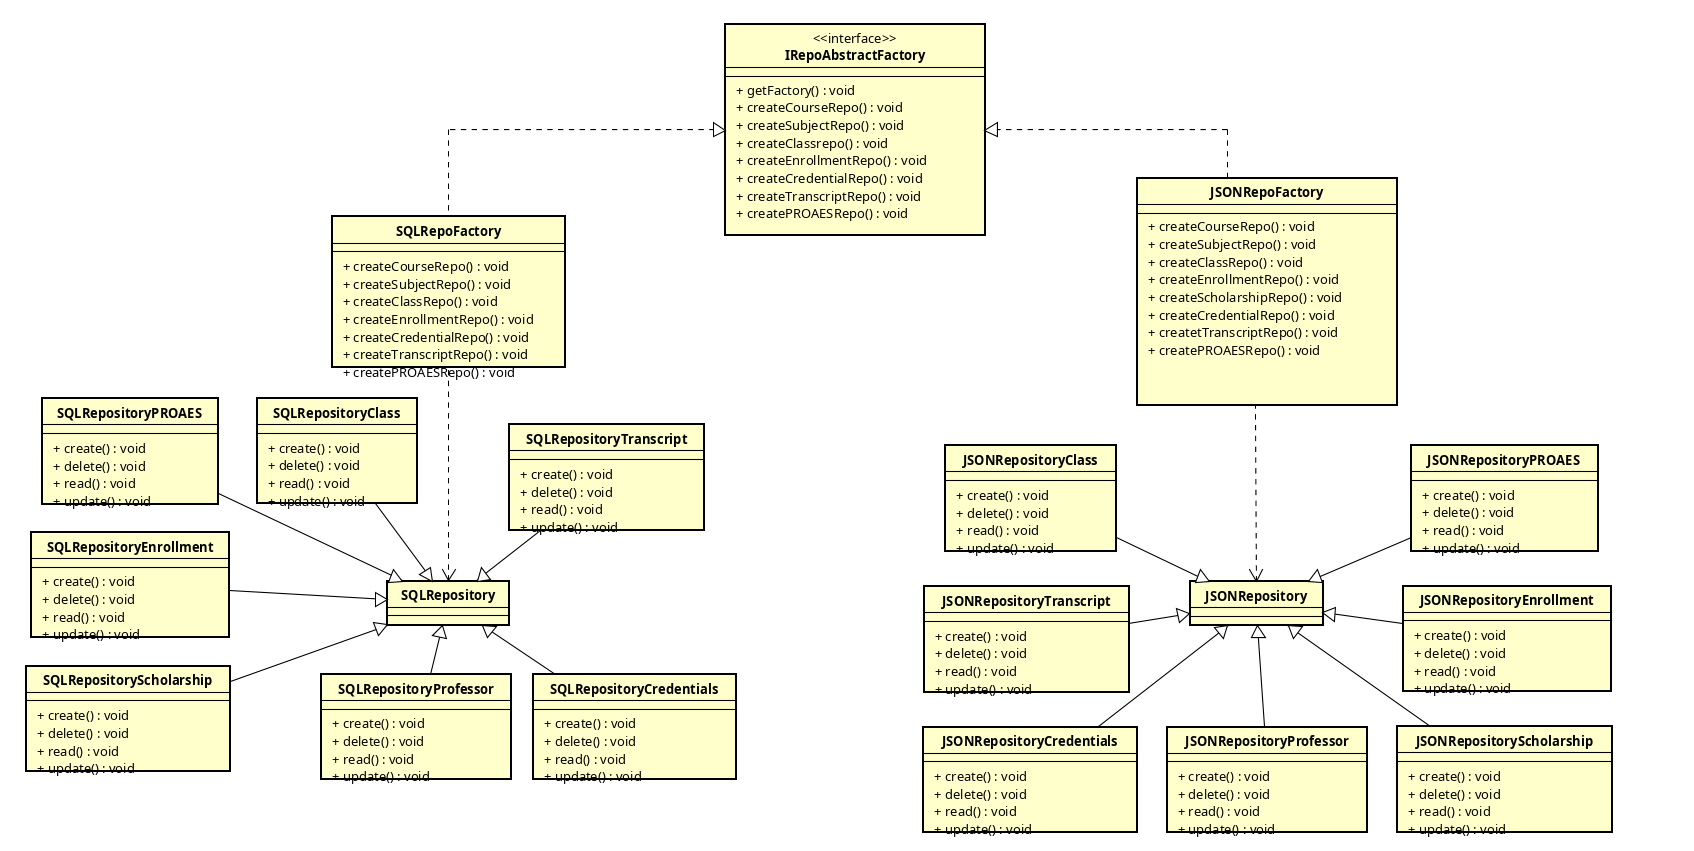 <<interface>>
IRepoAbstractFactory
+ getFactory() : void
+ createCourseRepo() : void
+ createSubjectRepo() : void
+ createClassrepo() : void
+ createEnrollmentRepo() : void
+ createCredentialRepo() : void
+ createTranscriptRepo() : void
+ createPROAESRepo() : void
SQLRepoFactory
+ createCourseRepo() : void
+ createSubjectRepo() : void
+ createClassRepo() : void
+ createEnrollmentRepo() : void
+ createCredentialRepo() : void
+ createTranscriptRepo() : void
+ createPROAESRepo() : void
JSONRepoFactory
+ createCourseRepo() : void
+ createSubjectRepo() : void
+ createClassRepo() : void
+ createEnrollmentRepo() : void
+ createScholarshipRepo() : void
+ createCredentialRepo() : void
+ createtTranscriptRepo() : void
+ createPROAESRepo() : void
SQLRepositoryPROAES
+ create() : void
+ delete() : void
+ read() : void
+ update() : void
SQLRepositoryClass
+ create() : void
+ delete() : void
+ read() : void
+ update() : void
SQLRepositoryTranscript
+ create() : void
+ delete() : void
+ read() : void
+ update() : void
SQLRepositoryEnrollment
+ create() : void
+ delete() : void
+ read() : void
+ update() : void
SQLRepository
SQLRepositoryScholarship
+ create() : void
+ delete() : void
+ read() : void
+ update() : void
SQLRepositoryProfessor
+ create() : void
+ delete() : void
+ read() : void
+ update() : void
SQLRepositoryCredentials
+ create() : void
+ delete() : void
+ read() : void
+ update() : void
JSONRepositoryClass
+ create() : void
+ delete() : void
+ read() : void
+ update() : void
JSONRepositoryPROAES
+ create() : void
+ delete() : void
+ read() : void
+ update() : void
JSONRepositoryTranscript
+ create() : void
+ delete() : void
+ read() : void
+ update() : void
JSONRepository
JSONRepositoryEnrollment
+ create() : void
+ delete() : void
+ read() : void
+ update() : void
JSONRepositoryCredentials
+ create() : void
+ delete() : void
+ read() : void
+ update() : void
JSONRepositoryProfessor
+ create() : void
+ delete() : void
+ read() : void
+ update() : void
JSONRepositoryScholarship
+ create() : void
+ delete() : void
+ read() : void
+ update() : void